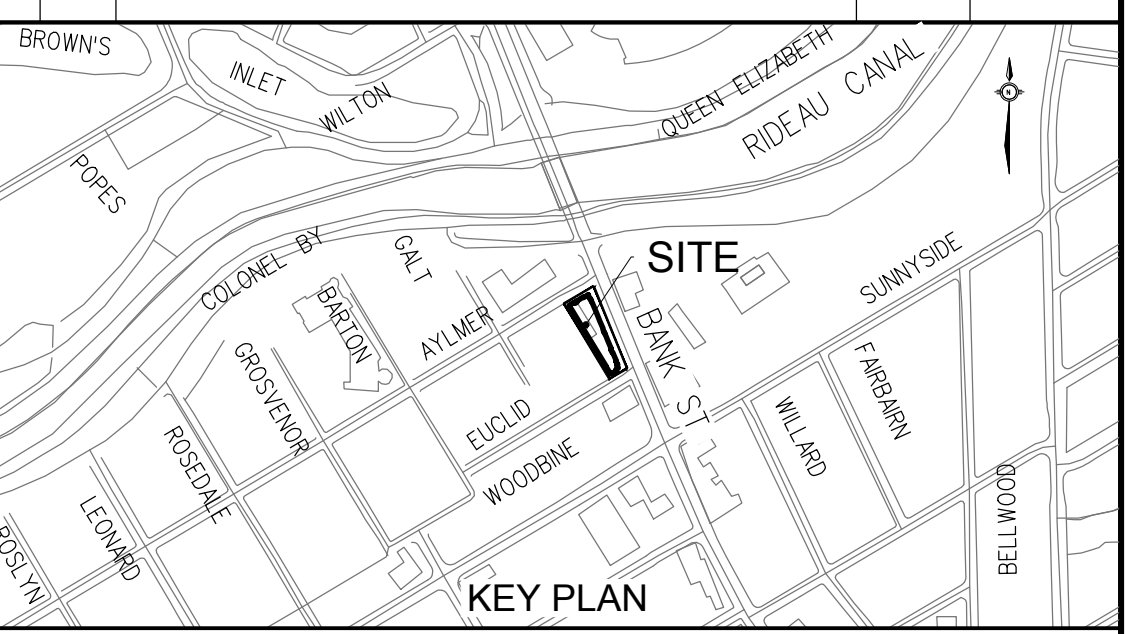 BROWN'S
INLET
WILTON
QUEEN ELIZABETH
RIDEAU CANAL
N
POPES
COLONEL BY
GALT
SITE
SUNNYSIDE
BARTON
AYLMER
BANK ST
GROSVENOR
FAIRBAIRN
EUCLID
WILLARD
ROSEDALE
WOODBINE
LEONARD
BELLWOOD
ROSLYN
KEY PLAN